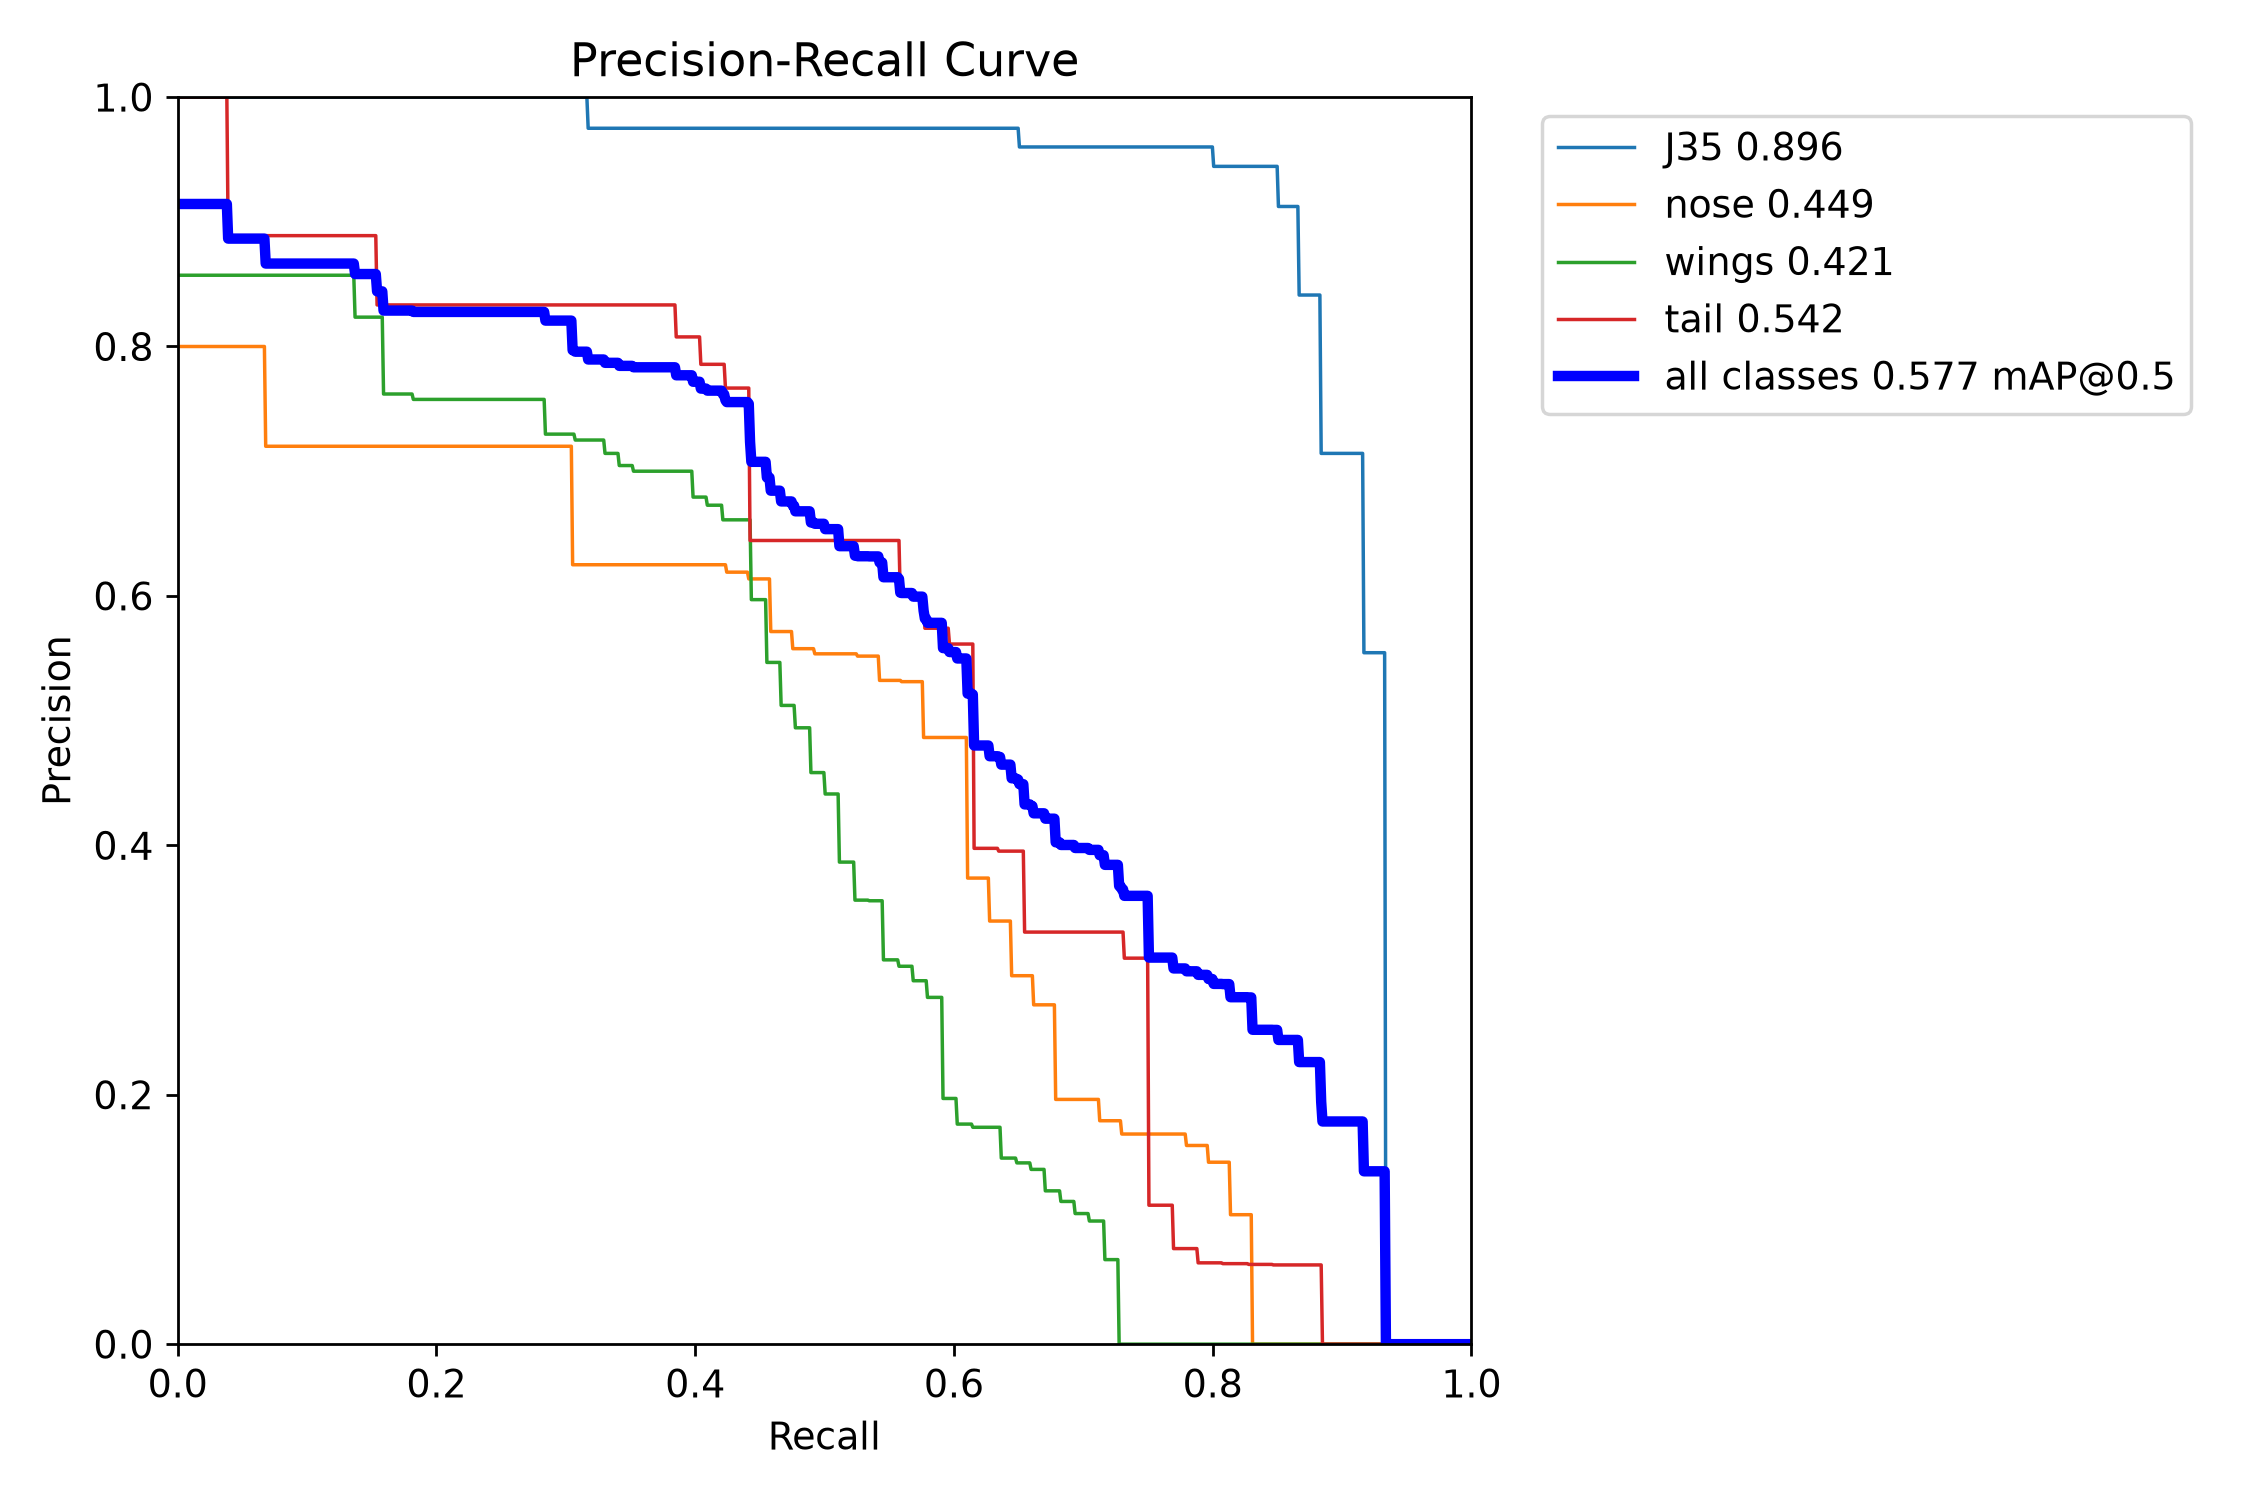 Precision-Recall Curve
1.0
0.8
0.6
0.4
0.2
0.0
Precision
0.0 0.2 0.4 0.6 0.8 1.0
Recall
J35 0.896
nose 0.449
wings 0.421
tail 0.542
all classes 0.577 mAP@0.5